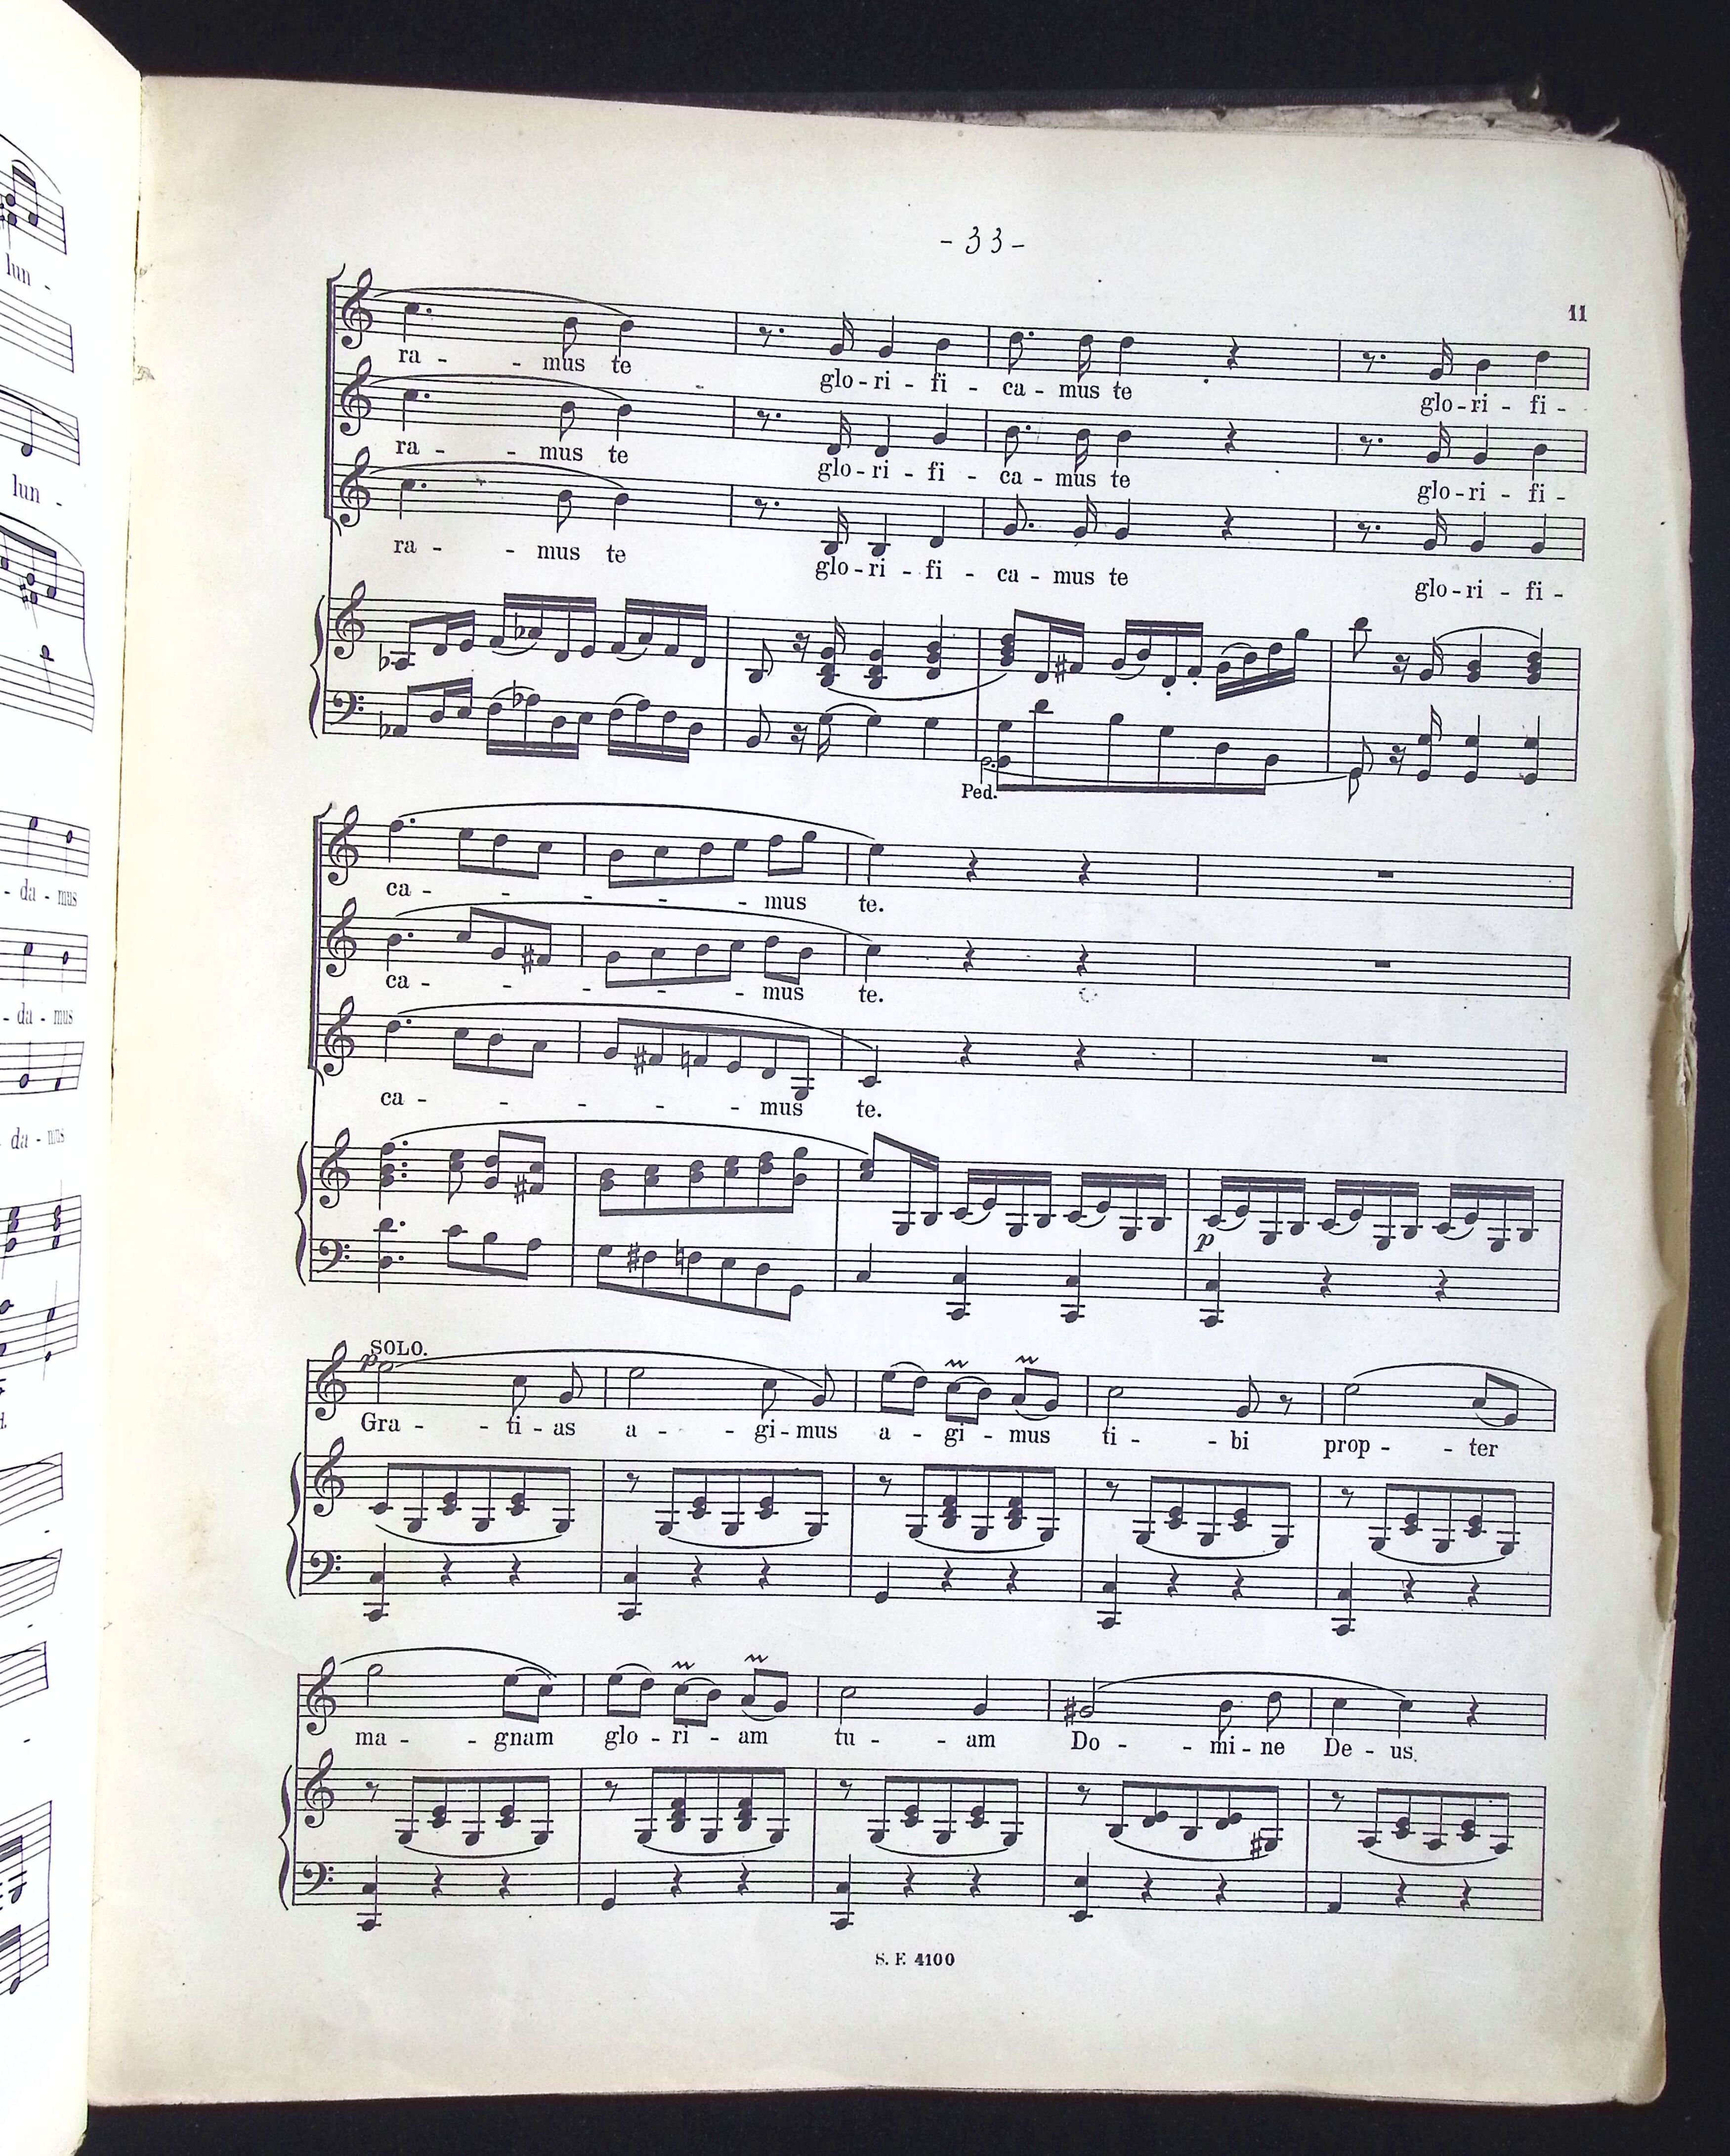 - 33 -
11
lun -
ra - - mus te glo - ri - fi - ca - mus te glo - ri - fi -
ra - - mus te glo - ri - fi - ca - mus te glo - ri - fi -
lun -
ra - - mus te glo - ri - fi - ca - mus te glo - ri - fi -
Ped.
- da - mus
ca - - - - - mus te.
ca - - - - - mus te.
- da - mus
ca - - - - - mus te.
da - mus
p
SOLO.
p
Gra - - ti - as a - - gi - mus a - gi - mus ti - - bi prop - - ter
ma - - gnam glo - ri - am tu - - am Do - - mi - ne De - us.
S. F. 4100